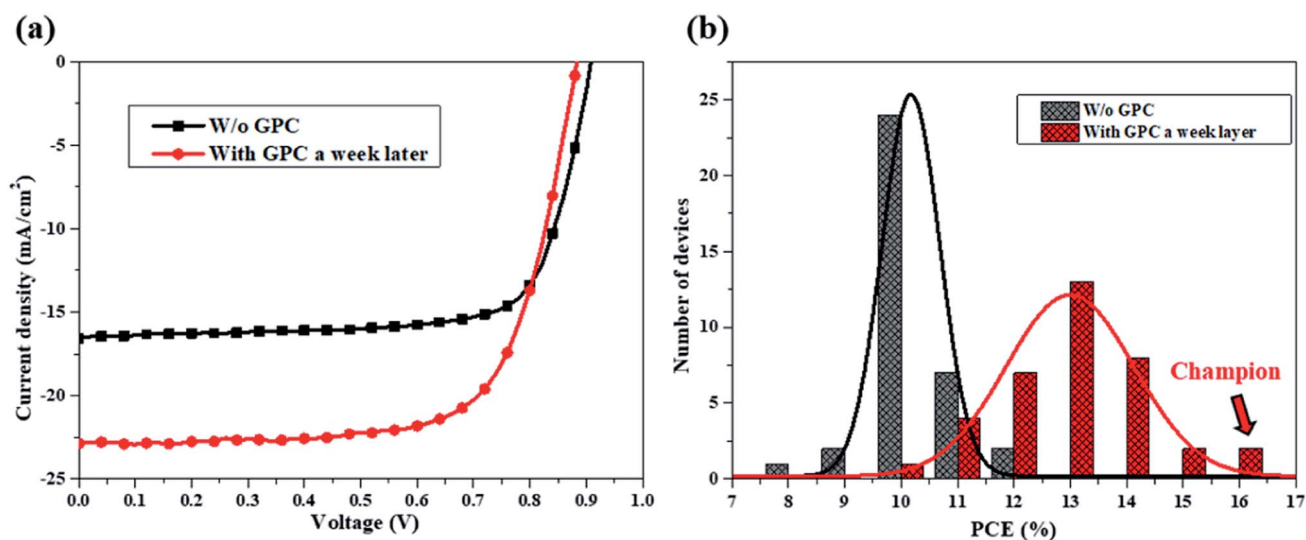 (a)
0
-5
-10
-15
-20
-25
Current density (mA/cm²)
W/o GPC
With GPC a week later
0.0 0.1 0.2 0.3 0.4 0.5 0.6 0.7 0.8 0.9 1.0
Voltage (V)
(b)
25
20
15
10
5
0
Number of devices
W/o GPC
With GPC a week layer
Champion
7 8 9 10 11 12 13 14 15 16 17
PCE (%)